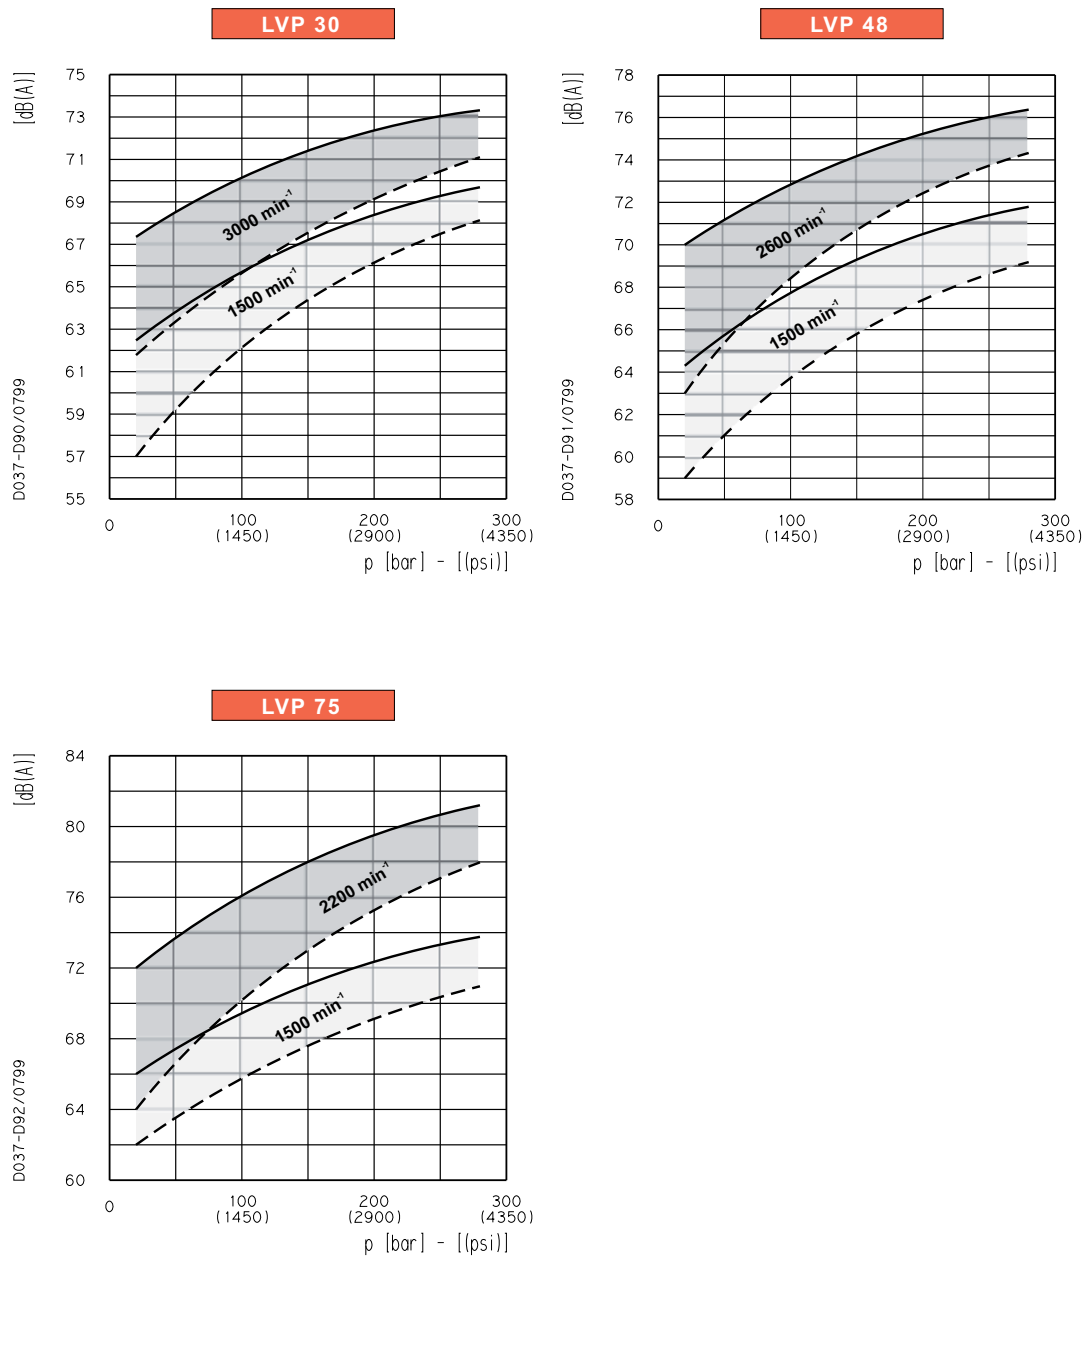 LVP 30
[dB(A)]
75
73
71
69
67
65
63
61
59
57
55
3000 min-1
1500 min-1
0
100
200
300
(1450)
(2900)
(4350)
p [bar] - [(psi)]
D037-D90/0799
LVP 48
[dB(A)]
78
76
74
72
70
68
66
64
62
60
58
2600 min-1
1500 min-1
0
100
200
300
(1450)
(2900)
(4350)
p [bar] - [(psi)]
D037-D91/0799
LVP 75
[dB(A)]
84
80
76
72
68
64
60
2200 min-1
1500 min-1
0
100
200
300
(1450)
(2900)
(4350)
p [bar] - [(psi)]
D037-D92/0799